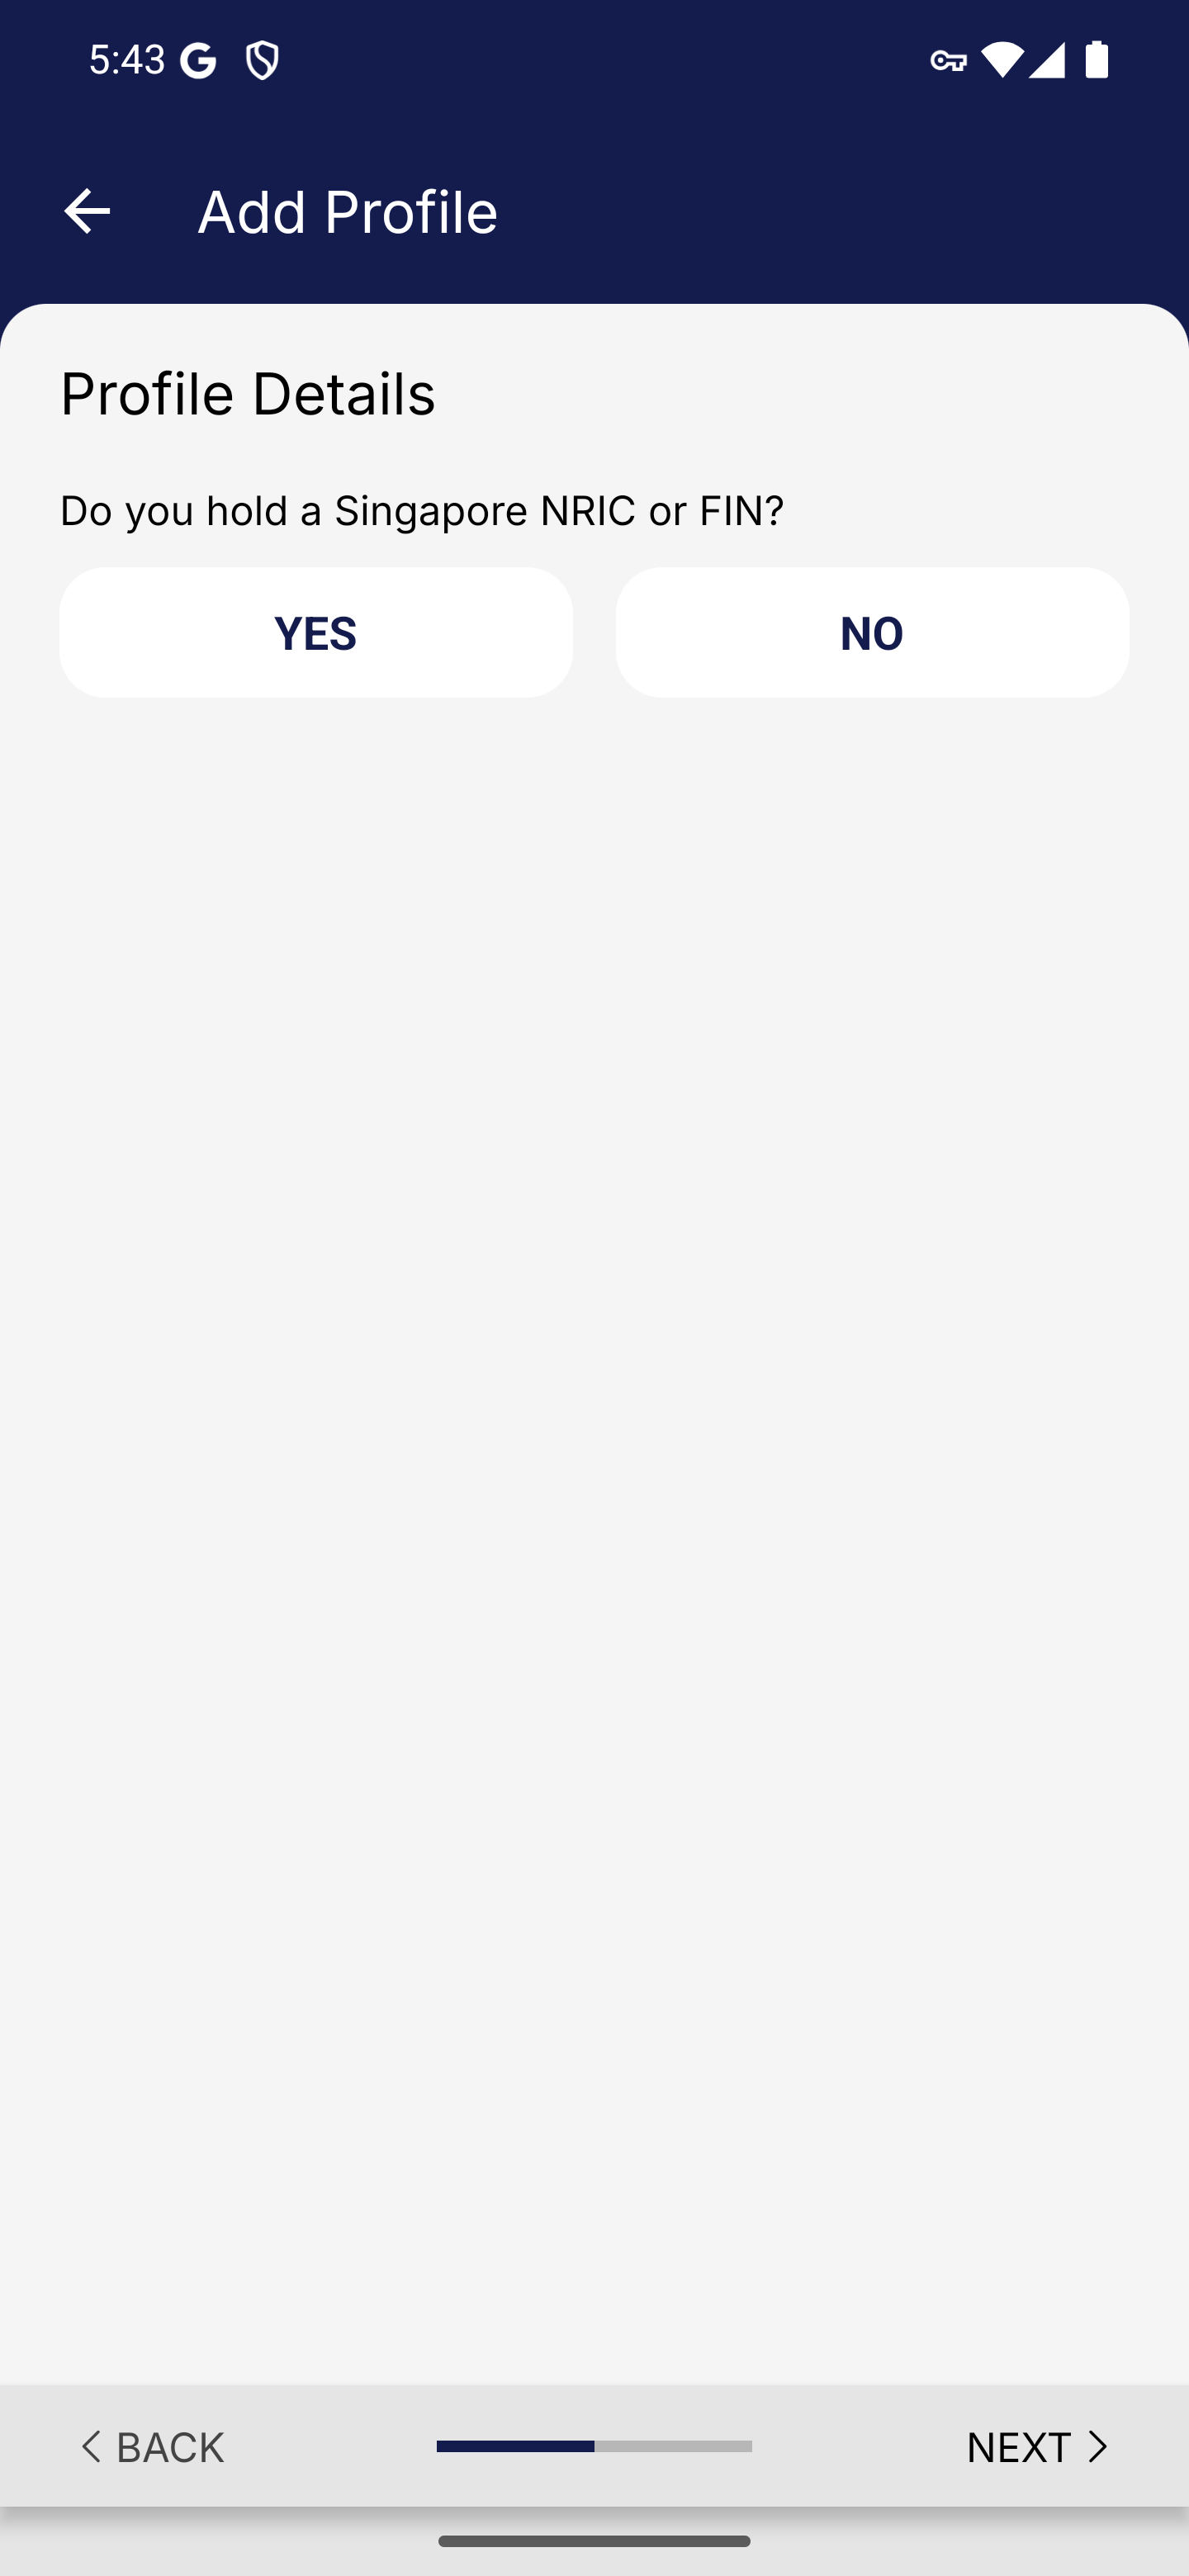 5:43
Add Profile
Profile Details
Do you hold a Singapore NRIC or FIN?
YES NO
BACK NEXT